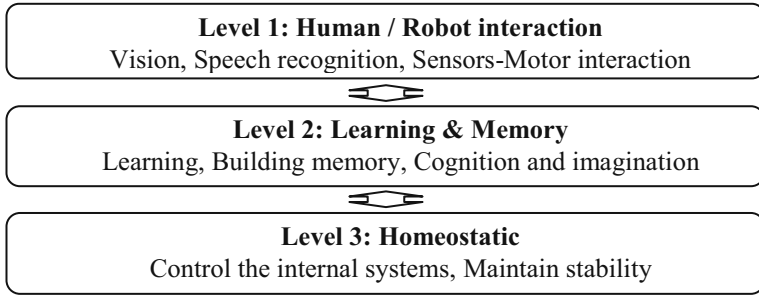 Level 1: Human / Robot interaction
Vision, Speech recognition, Sensors-Motor interaction
Level 2: Learning & Memory
Learning, Building memory, Cognition and imagination
Level 3: Homeostatic
Control the internal systems, Maintain stability